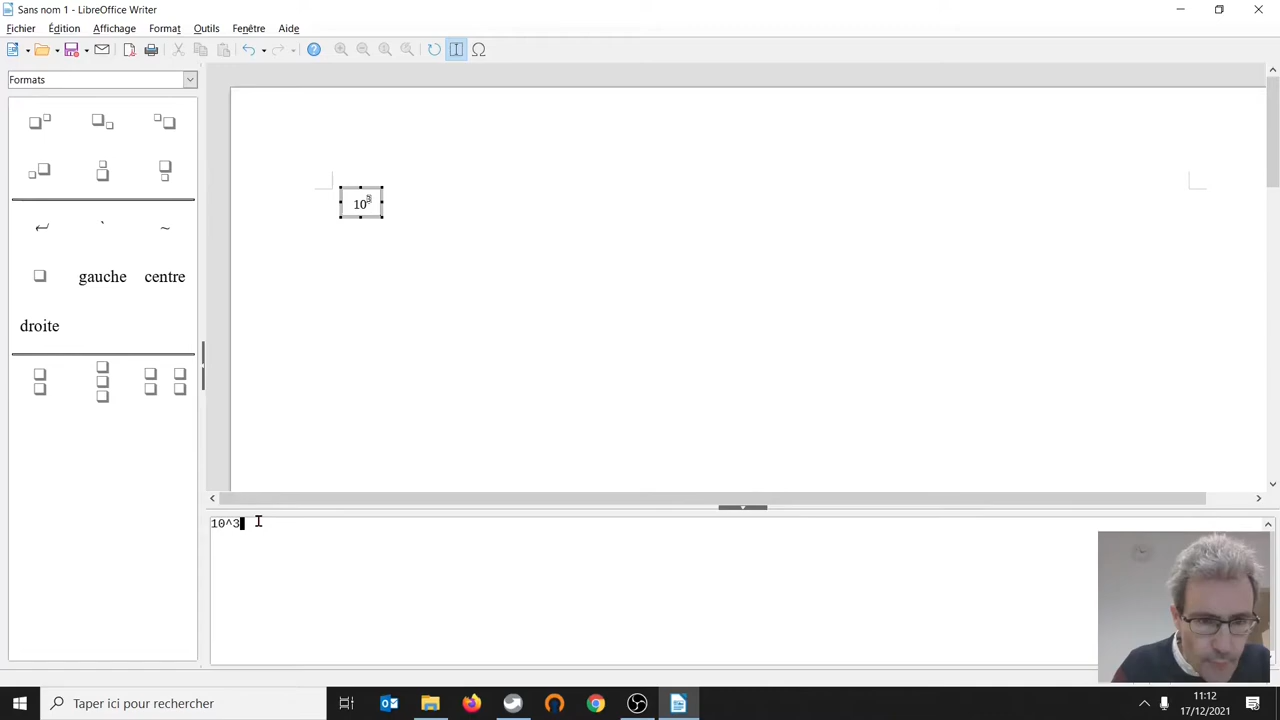 Sans nom 1 - LibreOffice Writer
Fichier Édition Affichage Format Outils Fenêtre Aide
Formats
10³
gauche centre
droite
10^3
Taper ici pour rechercher
11:12
17/12/2021